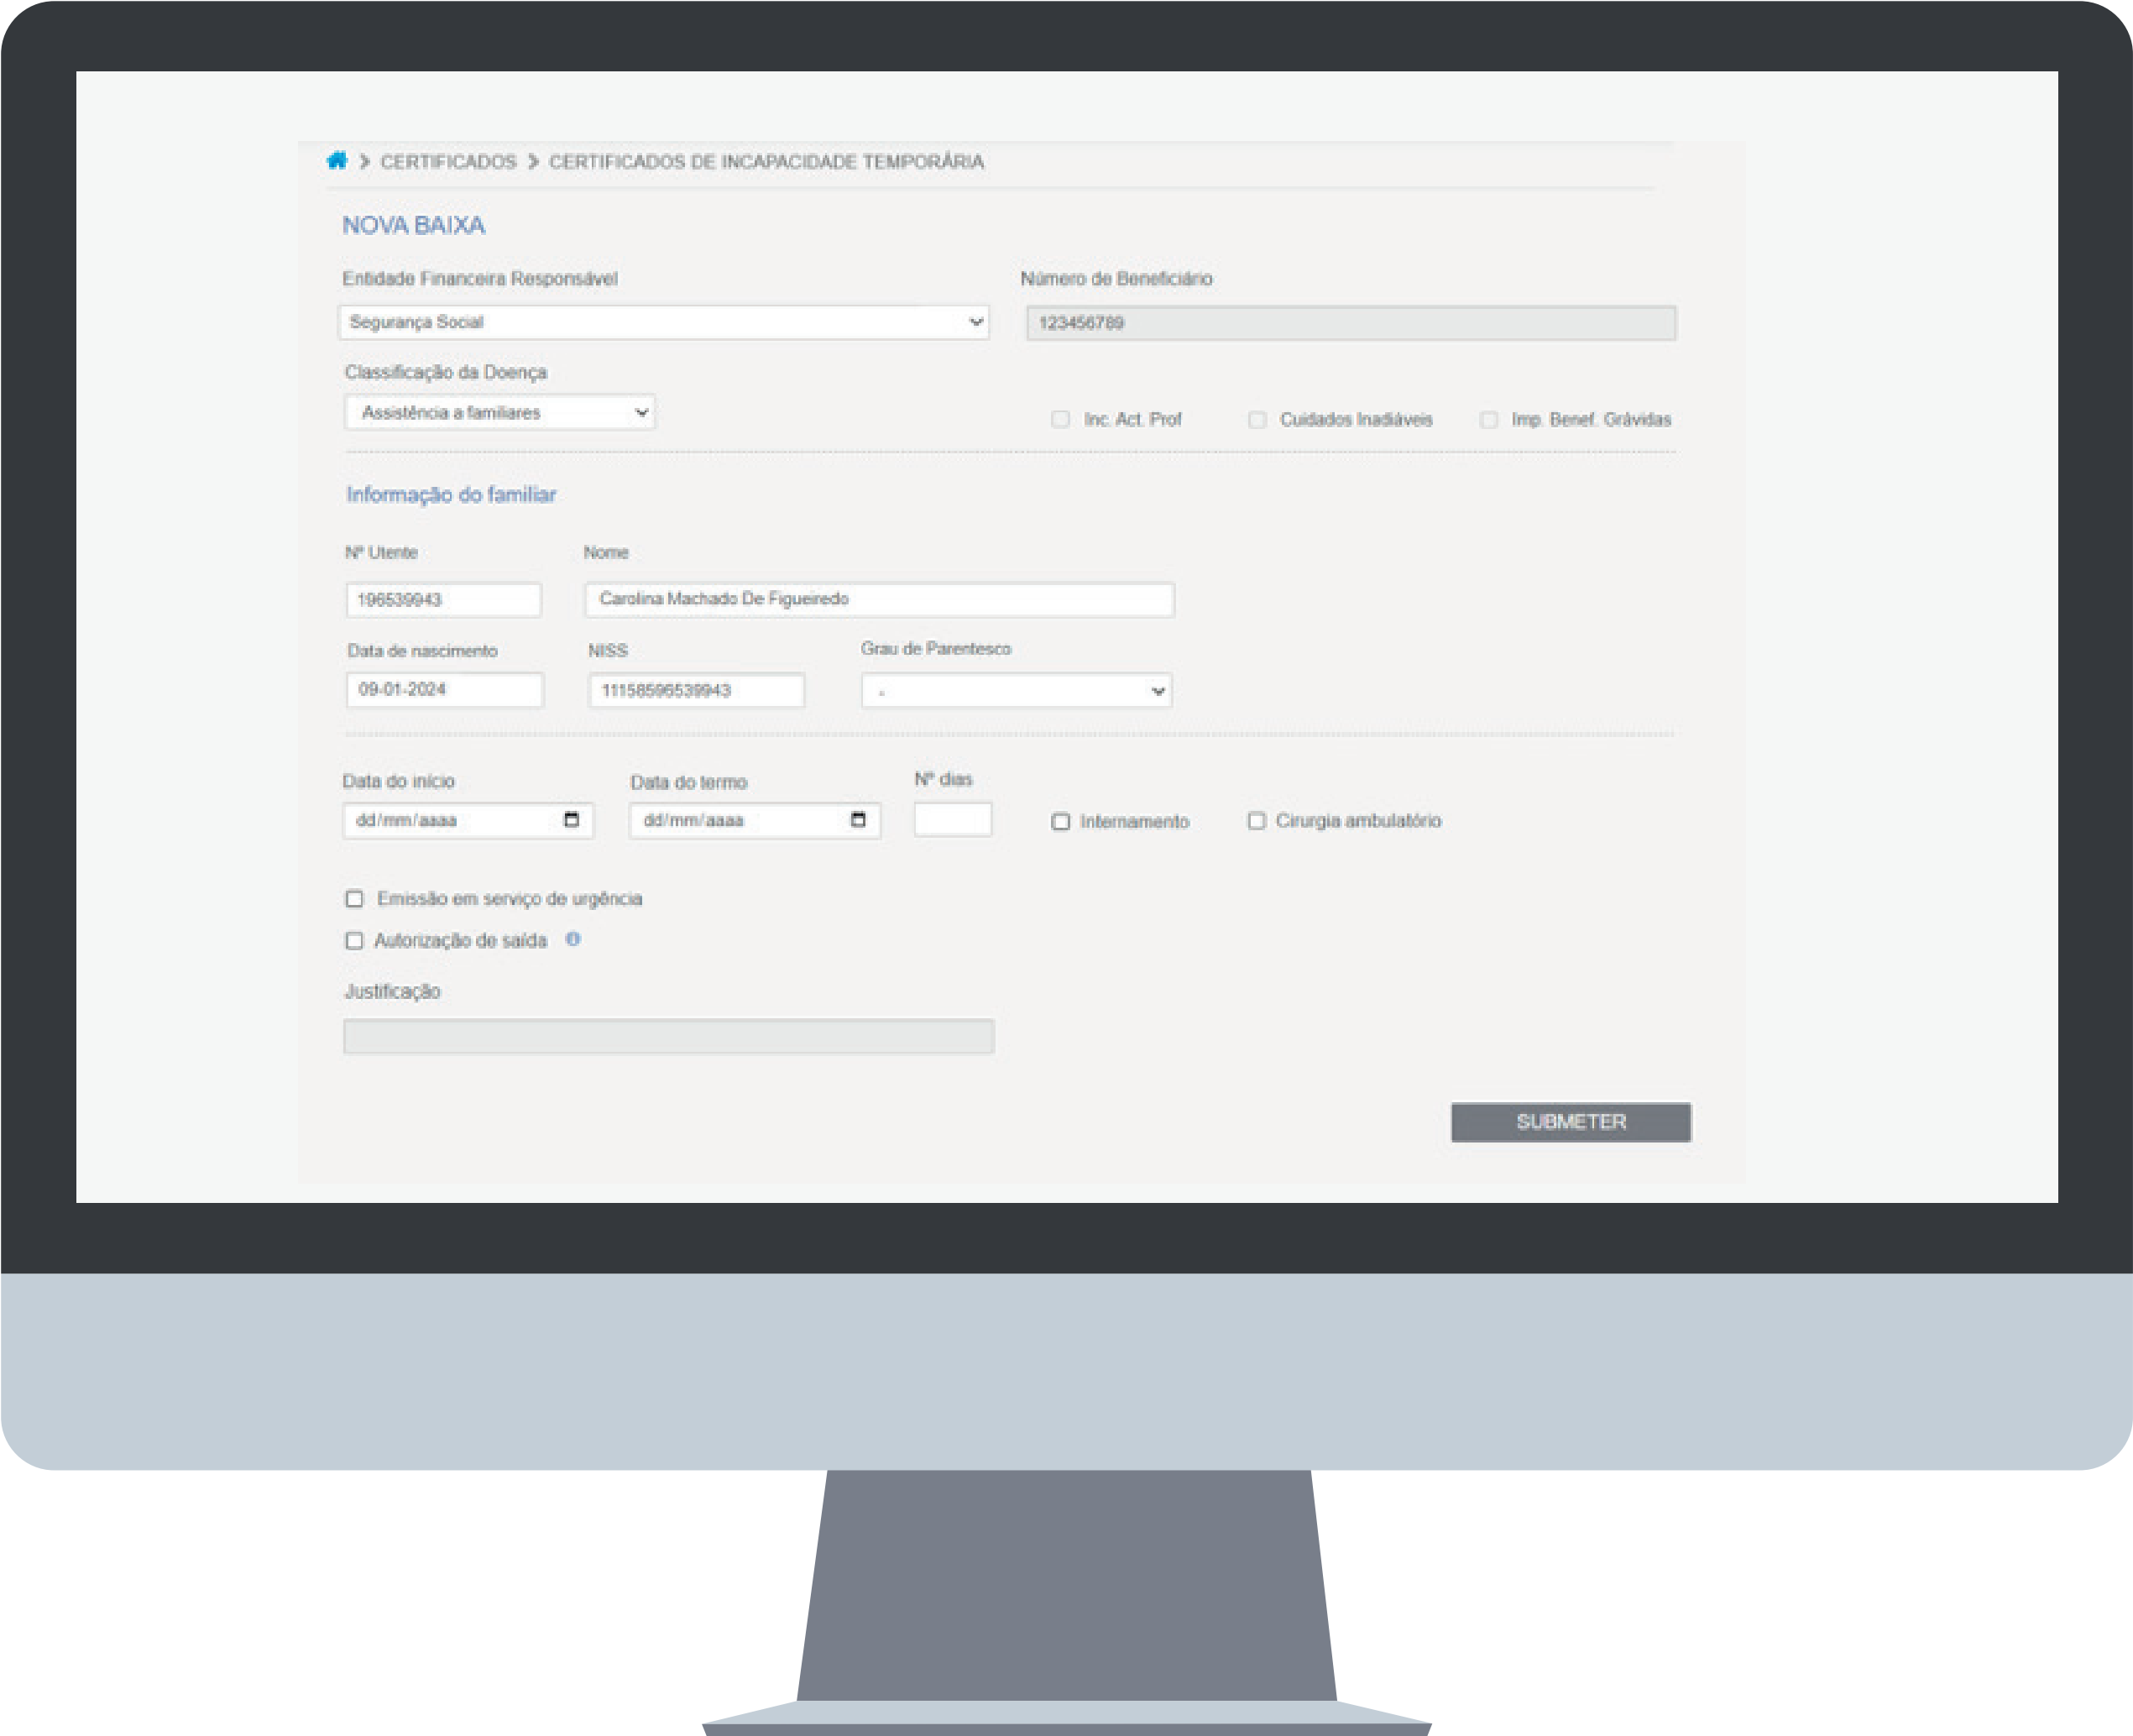 CERTIFICADOS > CERTIFICADOS DE INCAPACIDADE TEMPORÁRIA
NOVA BAIXA
Entidade Financeira Responsável Número de Beneficiário
Segurança Social 123456789
Classificação da Doença
Assistência a familiares Inc. Act. Prof Cuidados Inadiáveis Imp. Benef. Grávidas
Informação do familiar
Nº Utente Nome
196539943 Carolina Machado De Figueiredo
Data de nascimento NISS Grau de Parentesco
09-01-2024 11158596539943 -
Data do início Data do termo Nº dias
dd/mm/aaaa dd/mm/aaaa Internamento Cirurgia ambulatório
Emissão em serviço de urgência
Autorização de saída
Justificação
SUBMETER